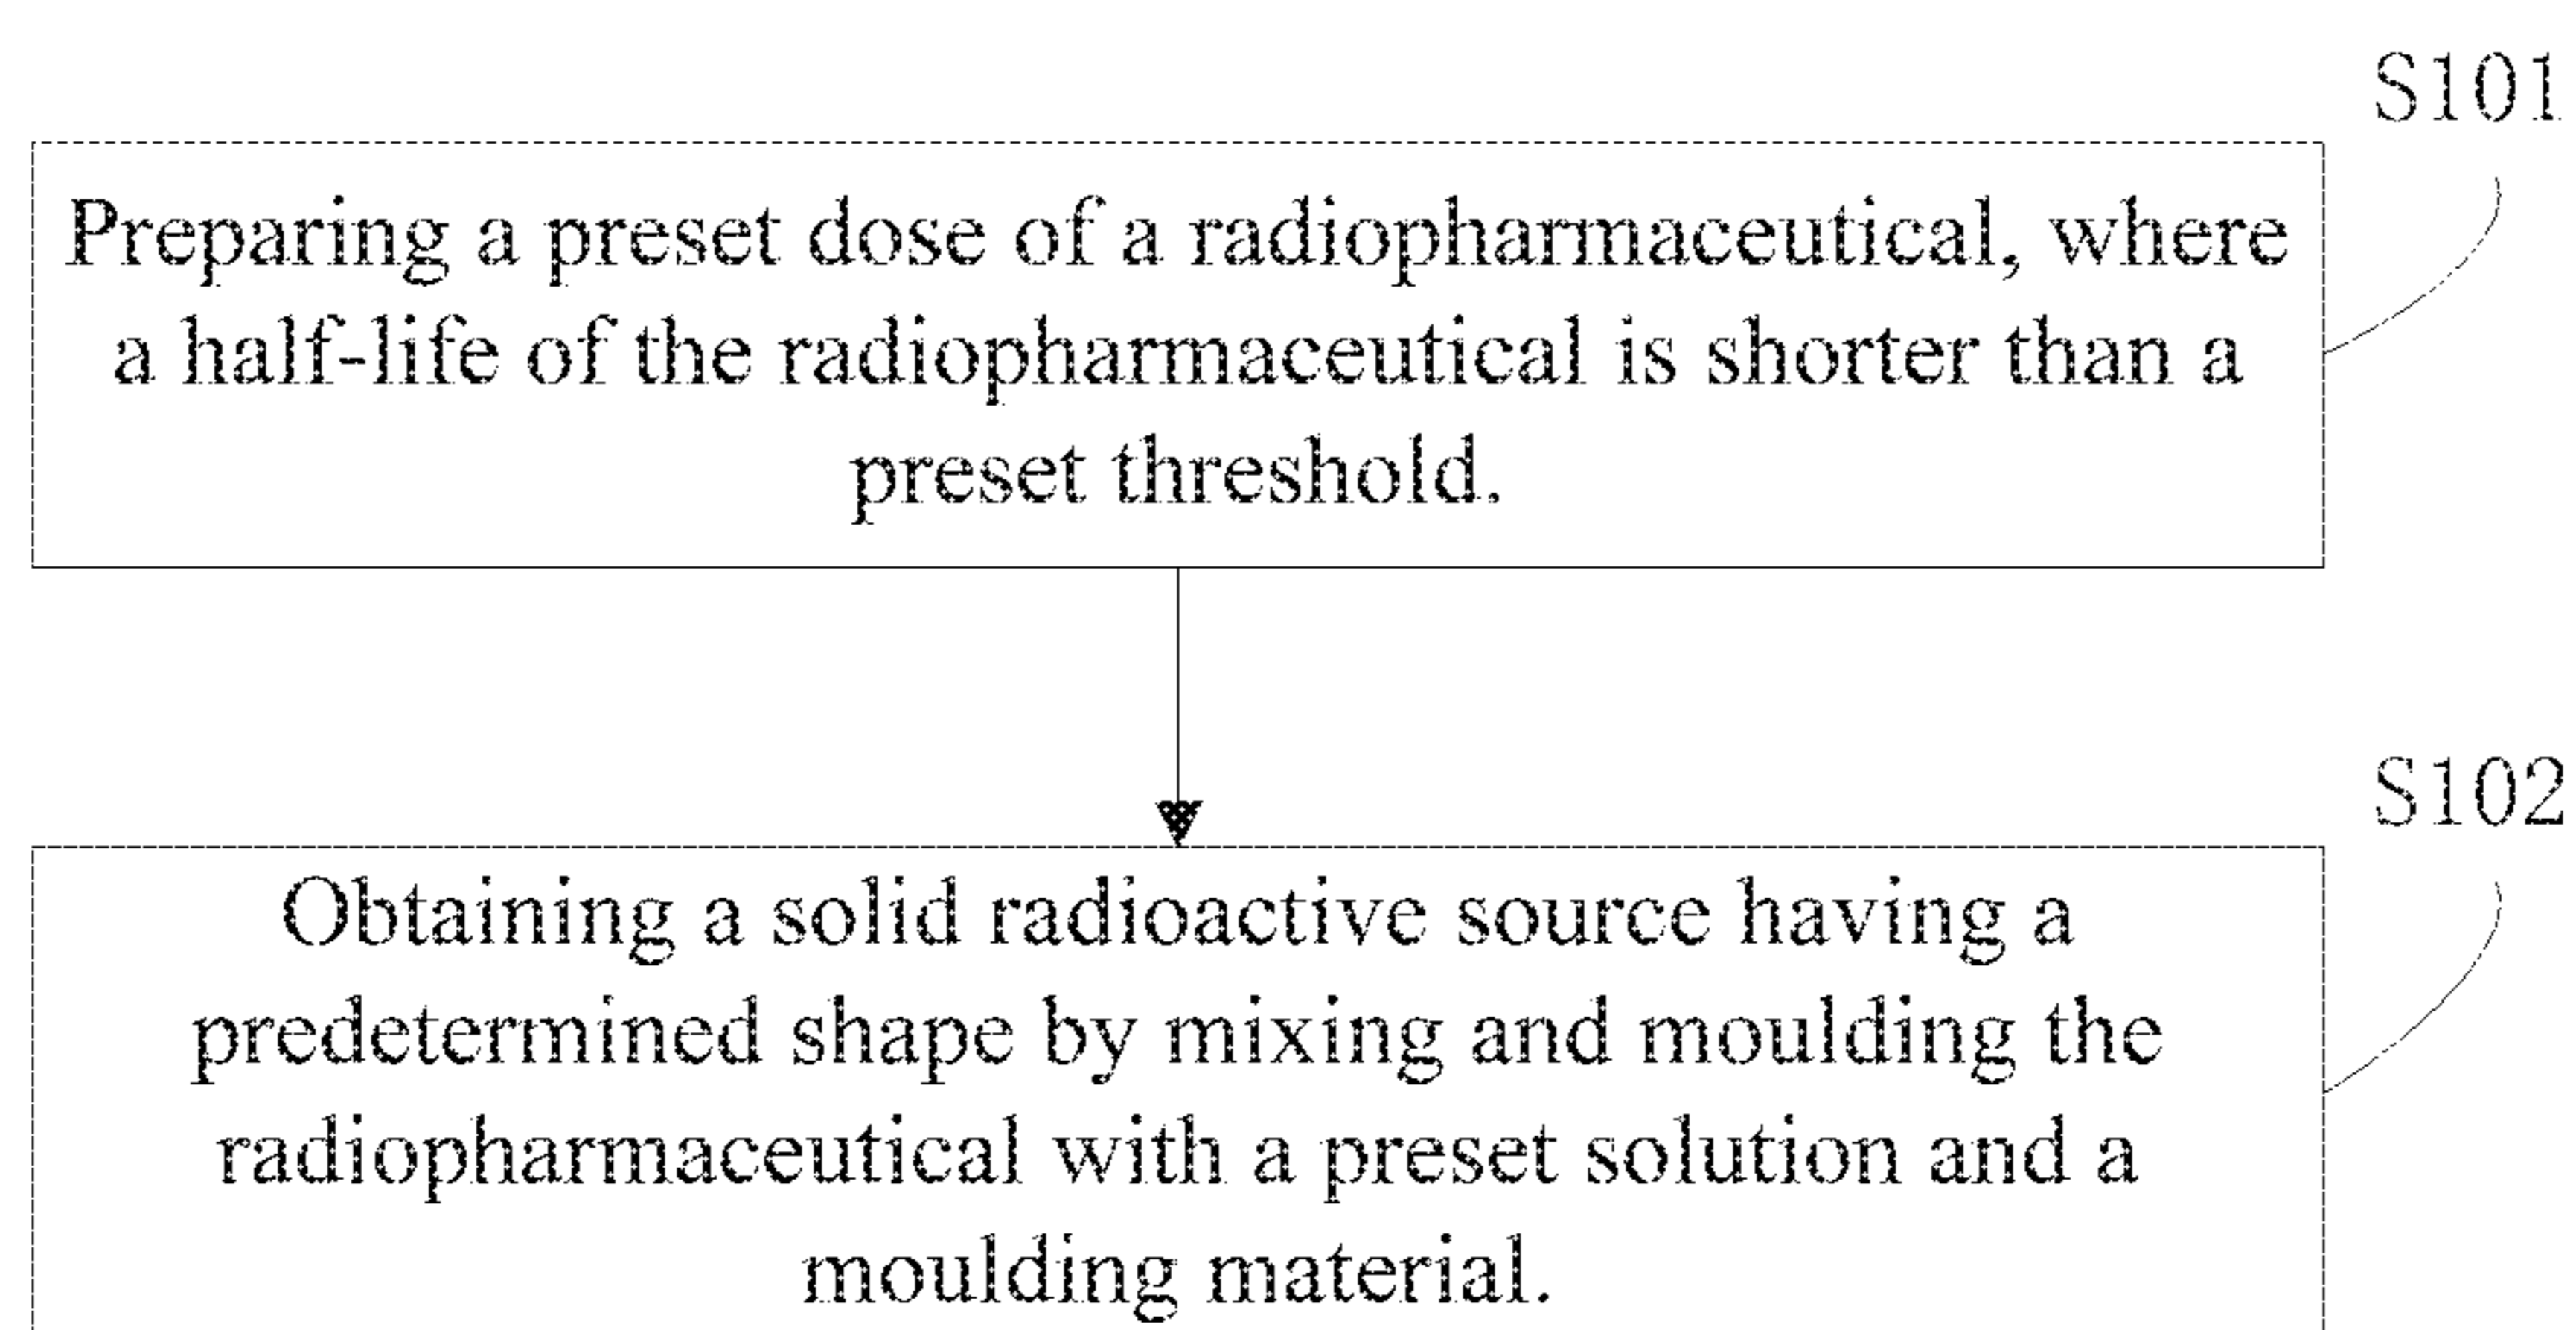 S101
Preparing a preset dose of a radiopharmaceutical, where
a half-life of the radiopharmaceutical is shorter than a
preset threshold.
S102
Obtaining a solid radioactive source having a
predetermined shape by mixing and moulding the
radiopharmaceutical with a preset solution and a
moulding material.